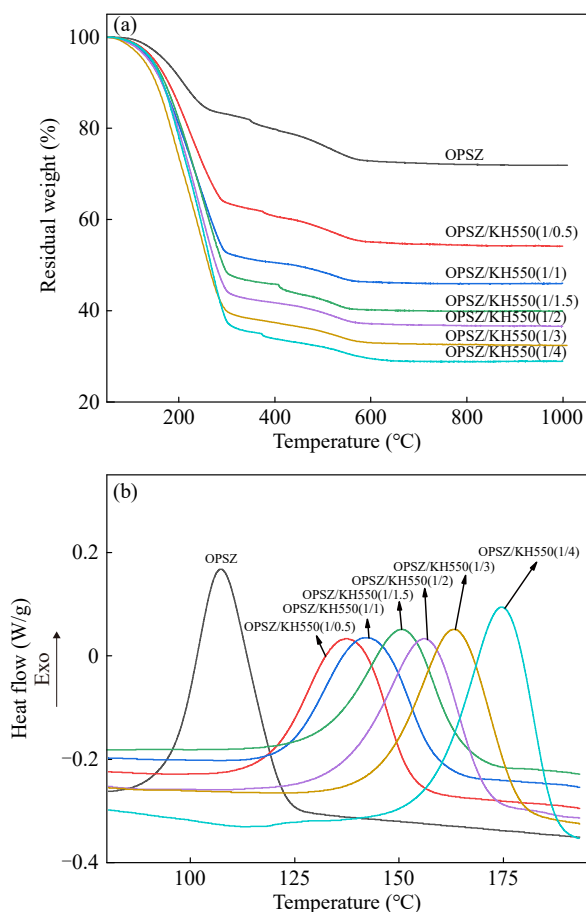 (a)
100
80
60
40
20
Residual weight (%)
OPSZ
OPSZ/KH550(1/0.5)
OPSZ/KH550(1/1)
OPSZ/KH550(1/1.5)
OPSZ/KH550(1/2)
OPSZ/KH550(1/3)
OPSZ/KH550(1/4)
200
400
600
800
1000
Temperature (℃)
(b)
0.2
0
−0.2
−0.4
Heat flow (W/g)
Exo
OPSZ
OPSZ/KH550(1/4)
OPSZ/KH550(1/3)
OPSZ/KH550(1/2)
OPSZ/KH550(1/1.5)
OPSZ/KH550(1/1)
OPSZ/KH550(1/0.5)
100
125
150
175
Temperature (℃)